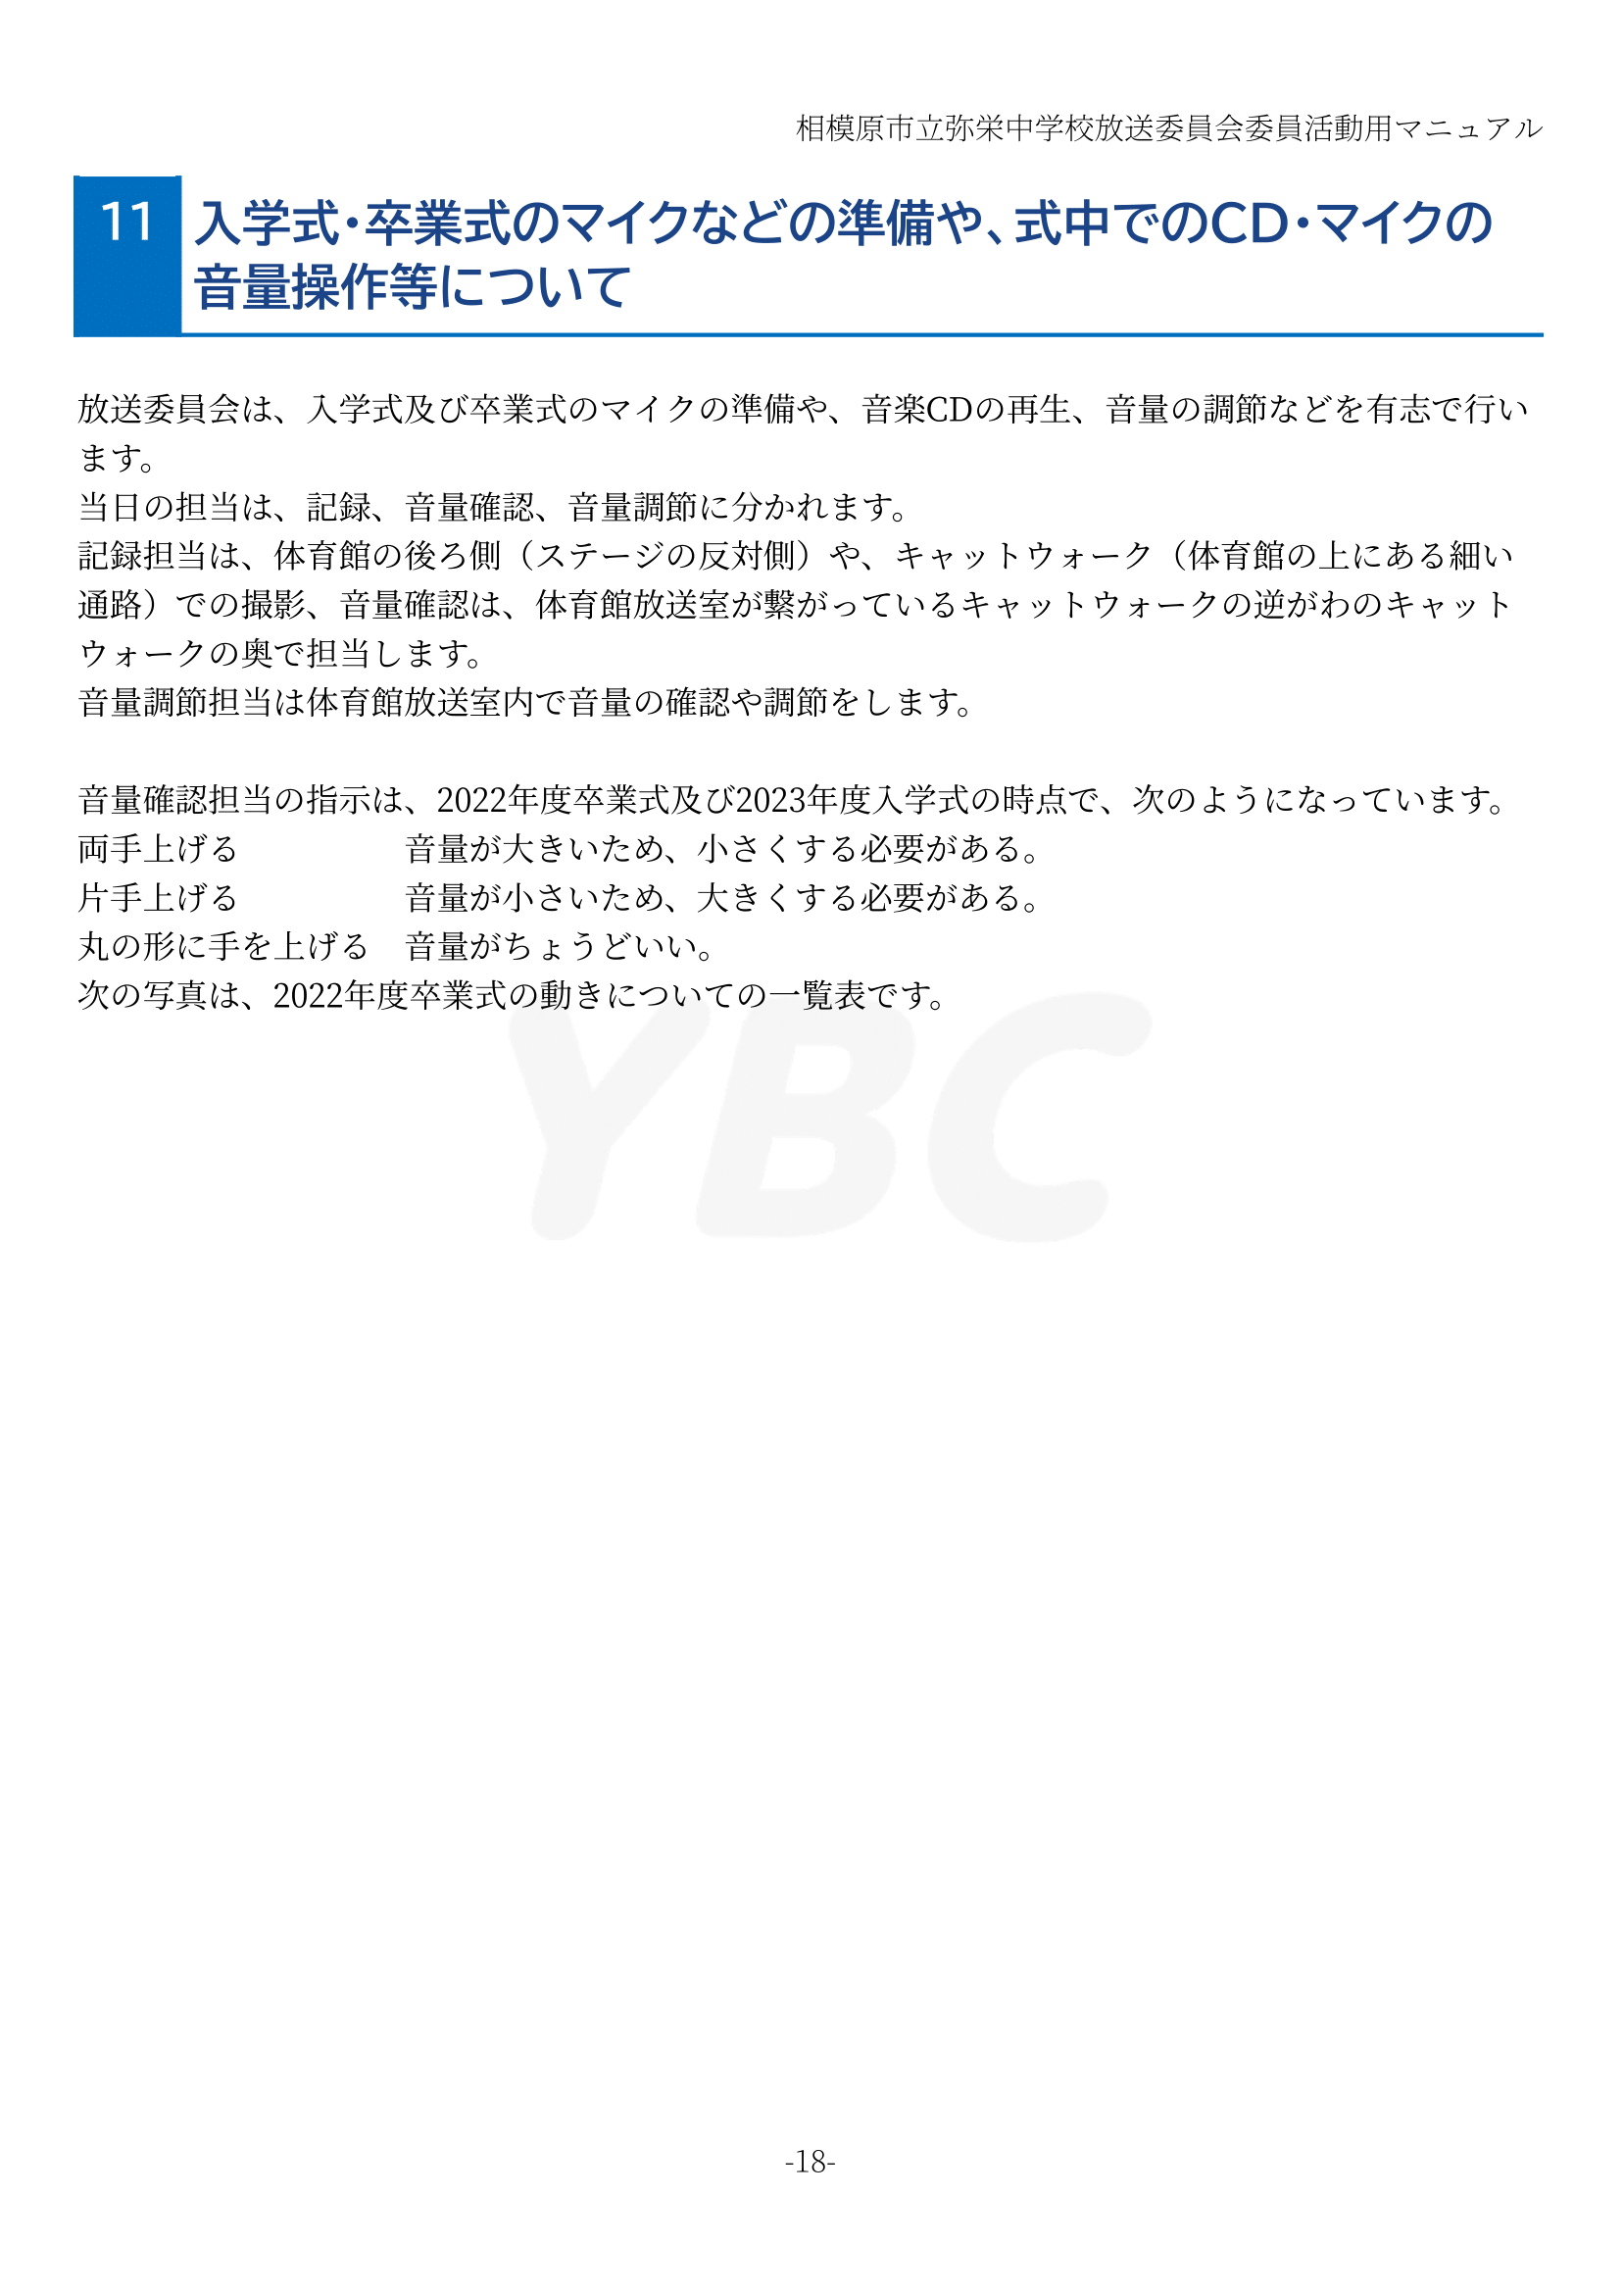 相模原市立弥栄中学校放送委員会委員活動用マニュアル
11 入学式・卒業式のマイクなどの準備や、式中でのCD・マイクの
音量操作等について
放送委員会は、入学式及び卒業式のマイクの準備や、音楽CDの再生、音量の調節などを有志で行い
ます。
当日の担当は、記録、音量確認、音量調節に分かれます。
記録担当は、体育館の後ろ側（ステージの反対側）や、キャットウォーク（体育館の上にある細い
通路）での撮影、音量確認は、体育館放送室が繋がっているキャットウォークの逆がわのキャット
ウォークの奥で担当します。
音量調節担当は体育館放送室内で音量の確認や調節をします。
音量確認担当の指示は、2022年度卒業式及び2023年度入学式の時点で、次のようになっています。
両手上げる　　　　　音量が大きいため、小さくする必要がある。
片手上げる　　　　　音量が小さいため、大きくする必要がある。
丸の形に手を上げる　音量がちょうどいい。
次の写真は、2022年度卒業式の動きについての一覧表です。
YBC
-18-